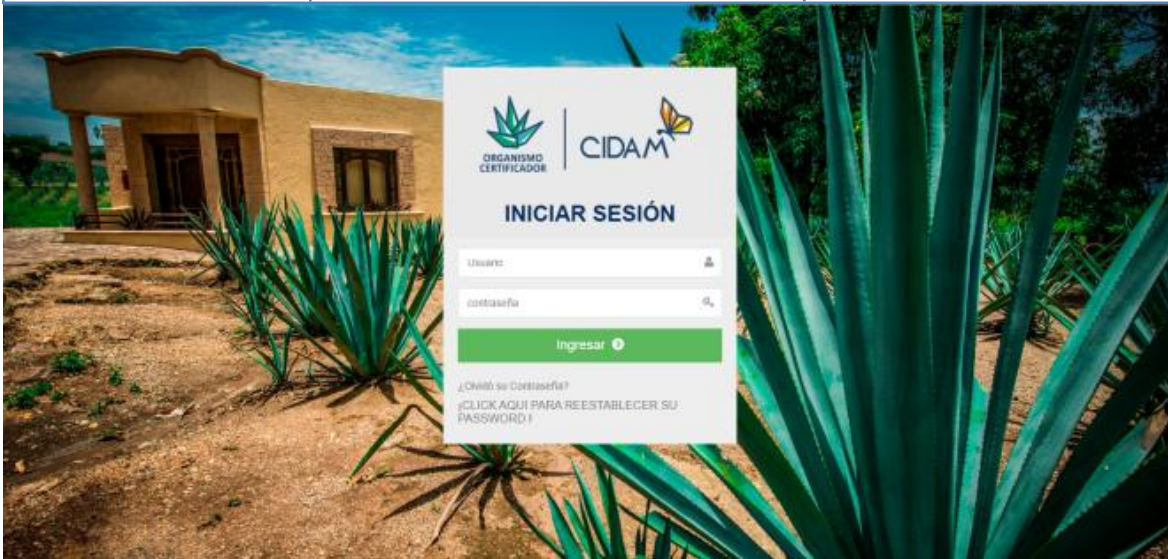 ORGANISMO
CERTIFICADOR
CIDAM
INICIAR SESIÓN
Usuario
contraseña
Ingresar
¿Olvidó su Contraseña?
¡CLICK AQUI PARA REESTABLECER SU
PASSWORD !